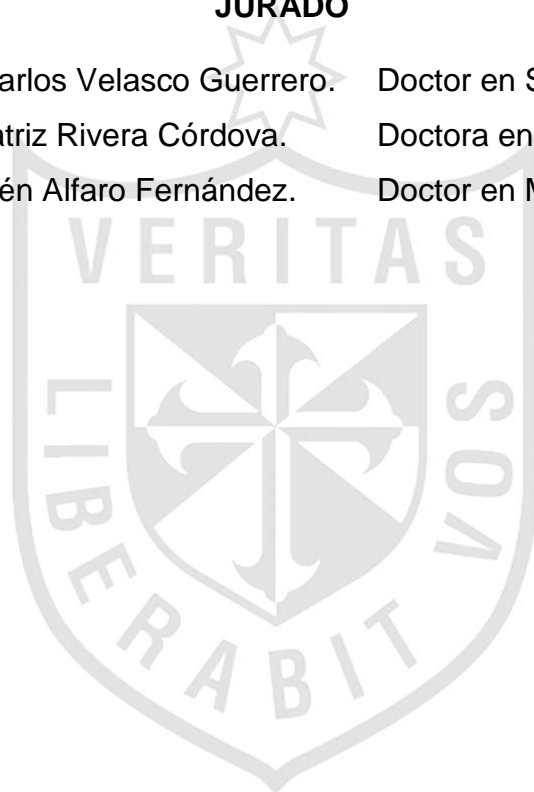 JURADO
arlos Velasco Guerrero. Doctor en S
atriz Rivera Córdova. Doctora en
én Alfaro Fernández. Doctor en M
VERITAS
LIBERABIT VOS